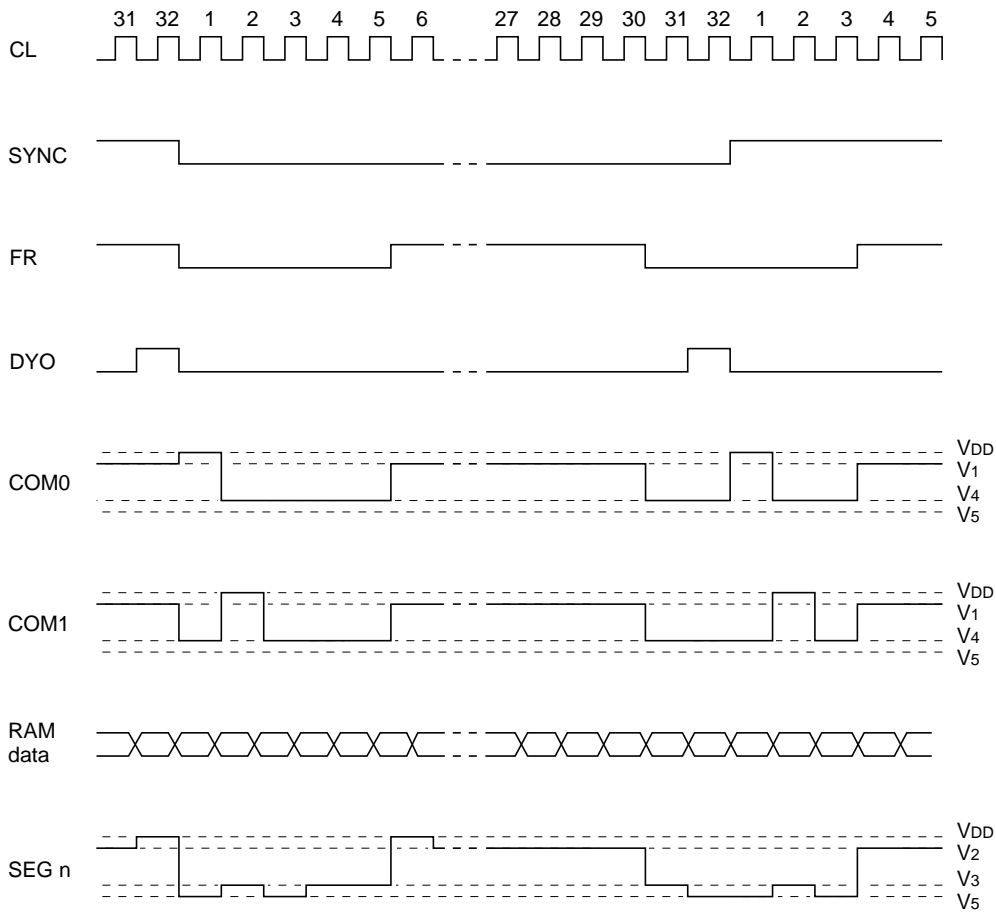 31 32 1 2 3 4 5 6 27 28 29 30 31 32 1 2 3 4 5
CL
SYNC
FR
DYO
COM0
VDD
V1
V4
V5
COM1
VDD
V1
V4
V5
RAM
data
SEG n
VDD
V2
V3
V5